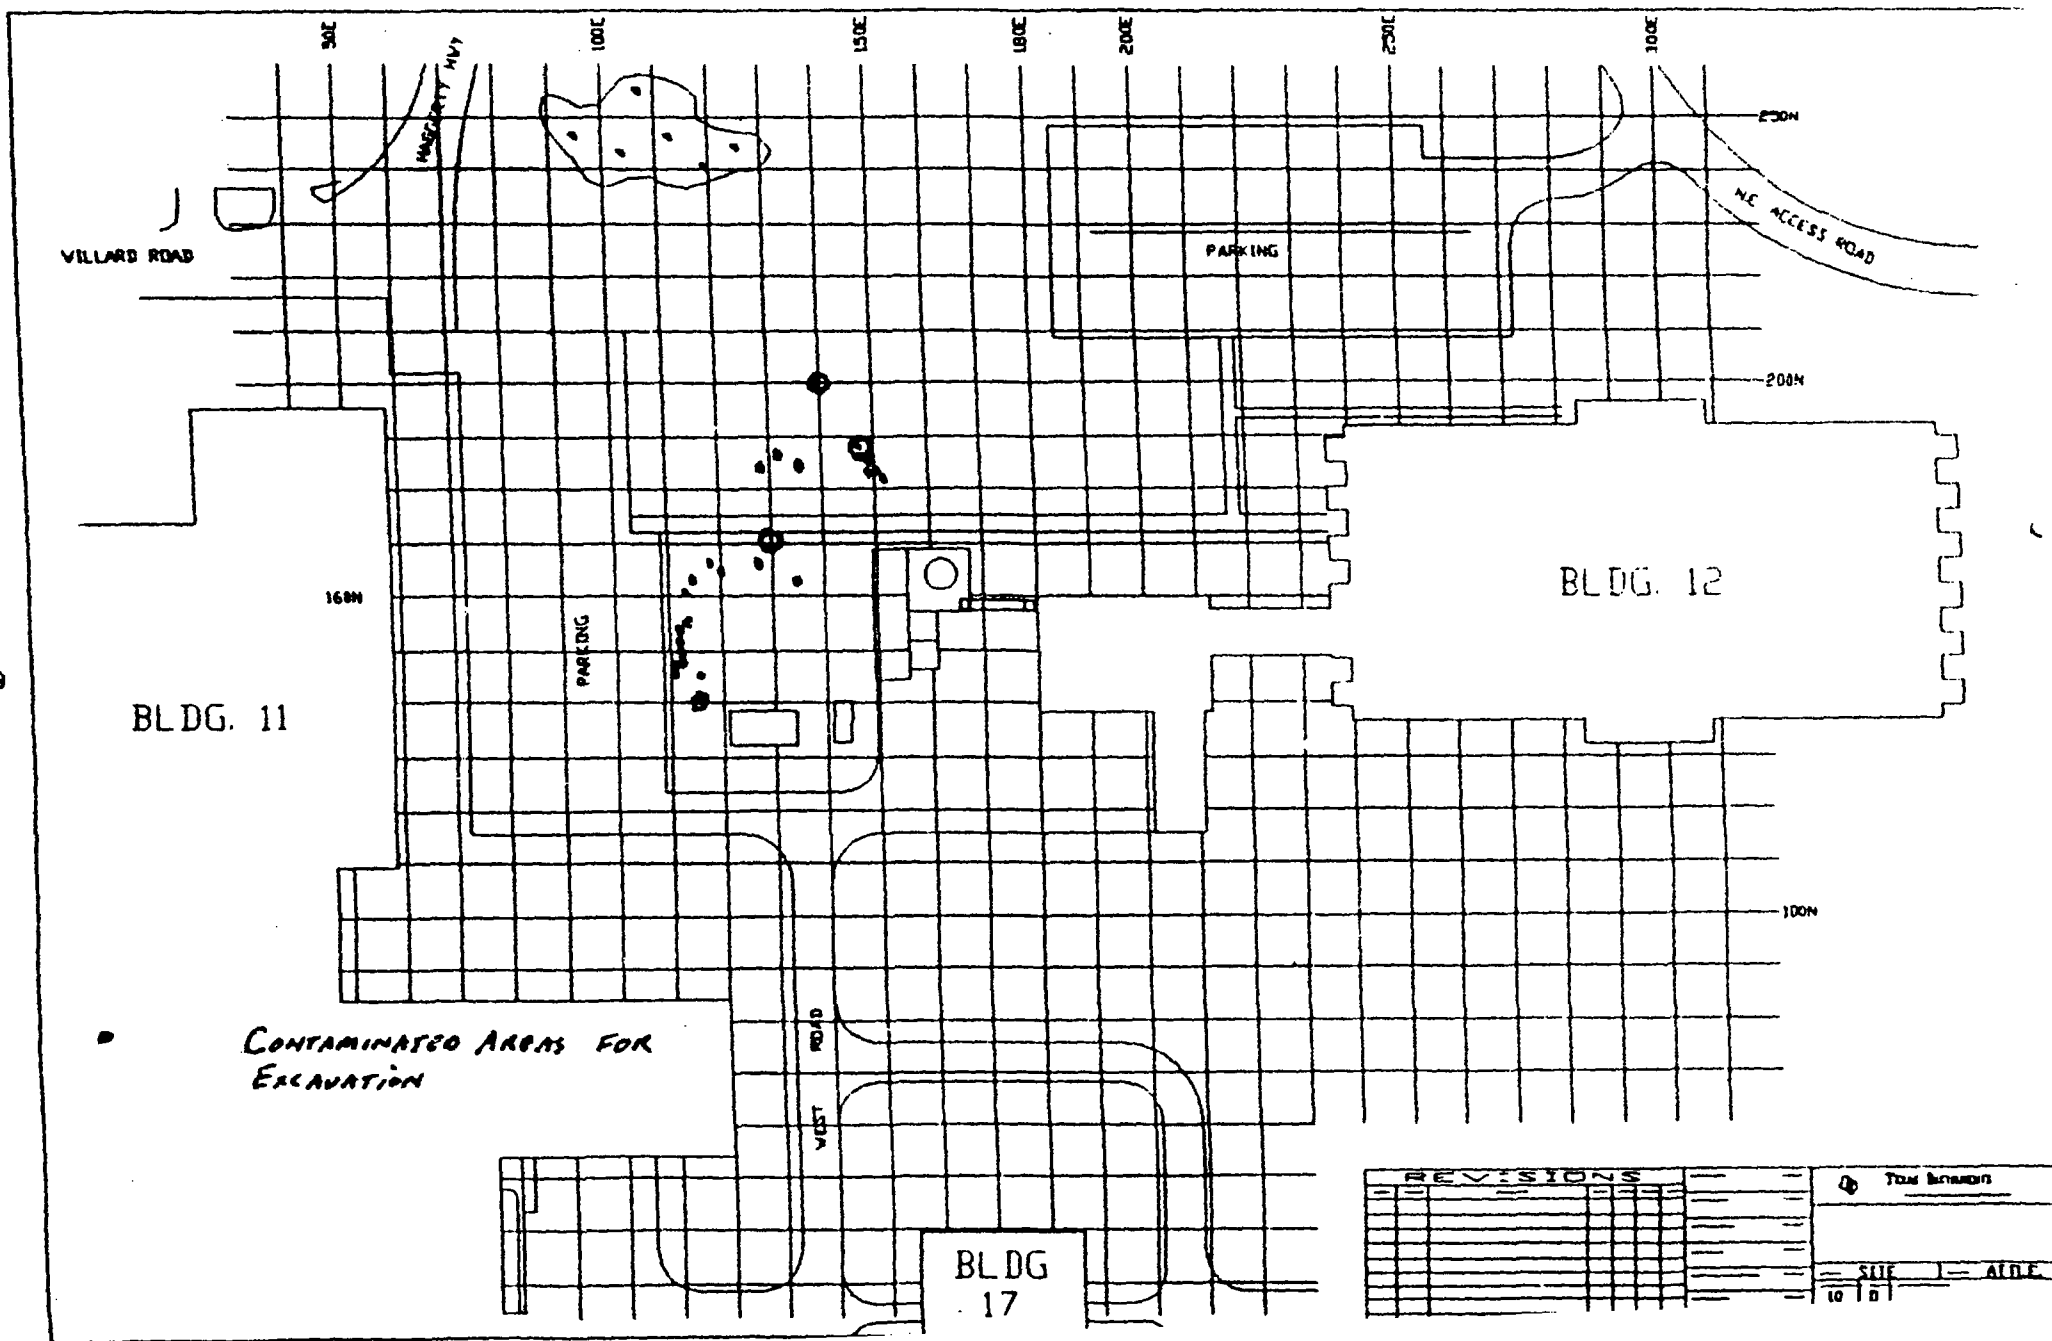 50E
100E
150E
180E
200E
250E
300E
HAGGERTY HWY
250N
VILLARD ROAD
PARKING
N.E ACCESS ROAD
200N
160N
PARKING
BLDG. 12
BLDG. 11
100N
CONTAMINATED AREAS FOR
EXCAVATION
WEST ROAD
REVISIONS
SITE
BLDG
17